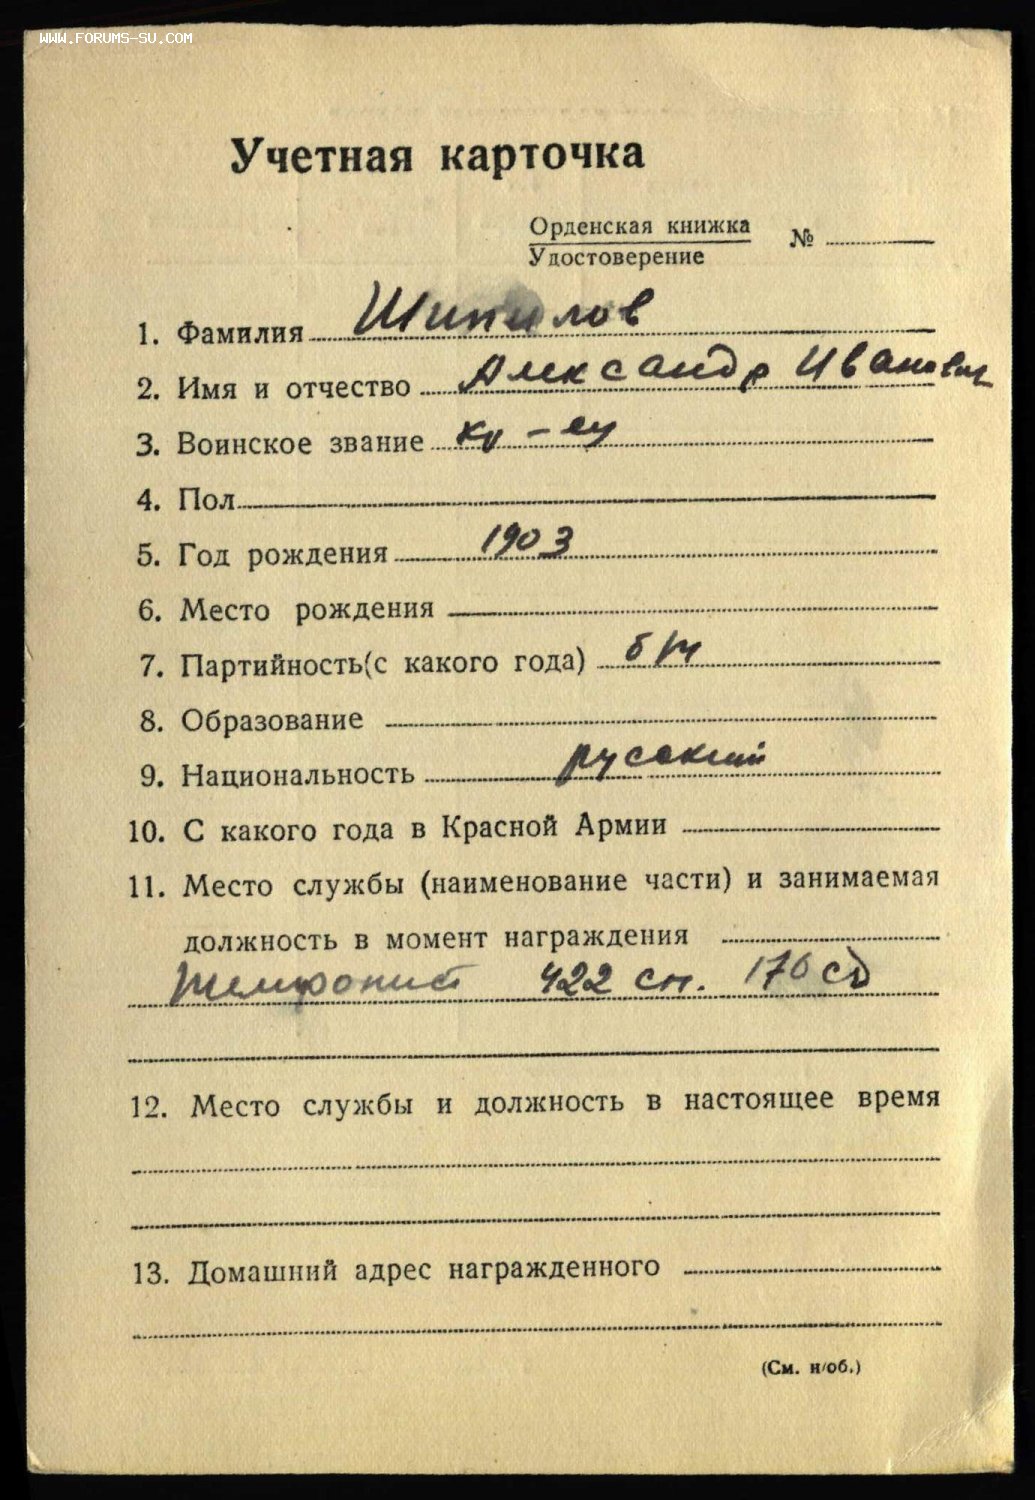 WWW.FORUMS-SU.COM
Учетная карточка
Орденская книжка
Удостоверение
№
1. Фамилия Шипилов
2. Имя и отчество Александр Иванович
3. Воинское звание кр-ец
4. Пол
5. Год рождения 1903
6. Место рождения
7. Партийность(с какого года) б/п
8. Образование
9. Национальность русский
10. С какого года в Красной Армии
11. Место службы (наименование части) и занимаемая
должность в момент награждения
Телефонист 422 сп. 170 сд
12. Место службы и должность в настоящее время
13. Домашний адрес награжденного
(См. н/об.)